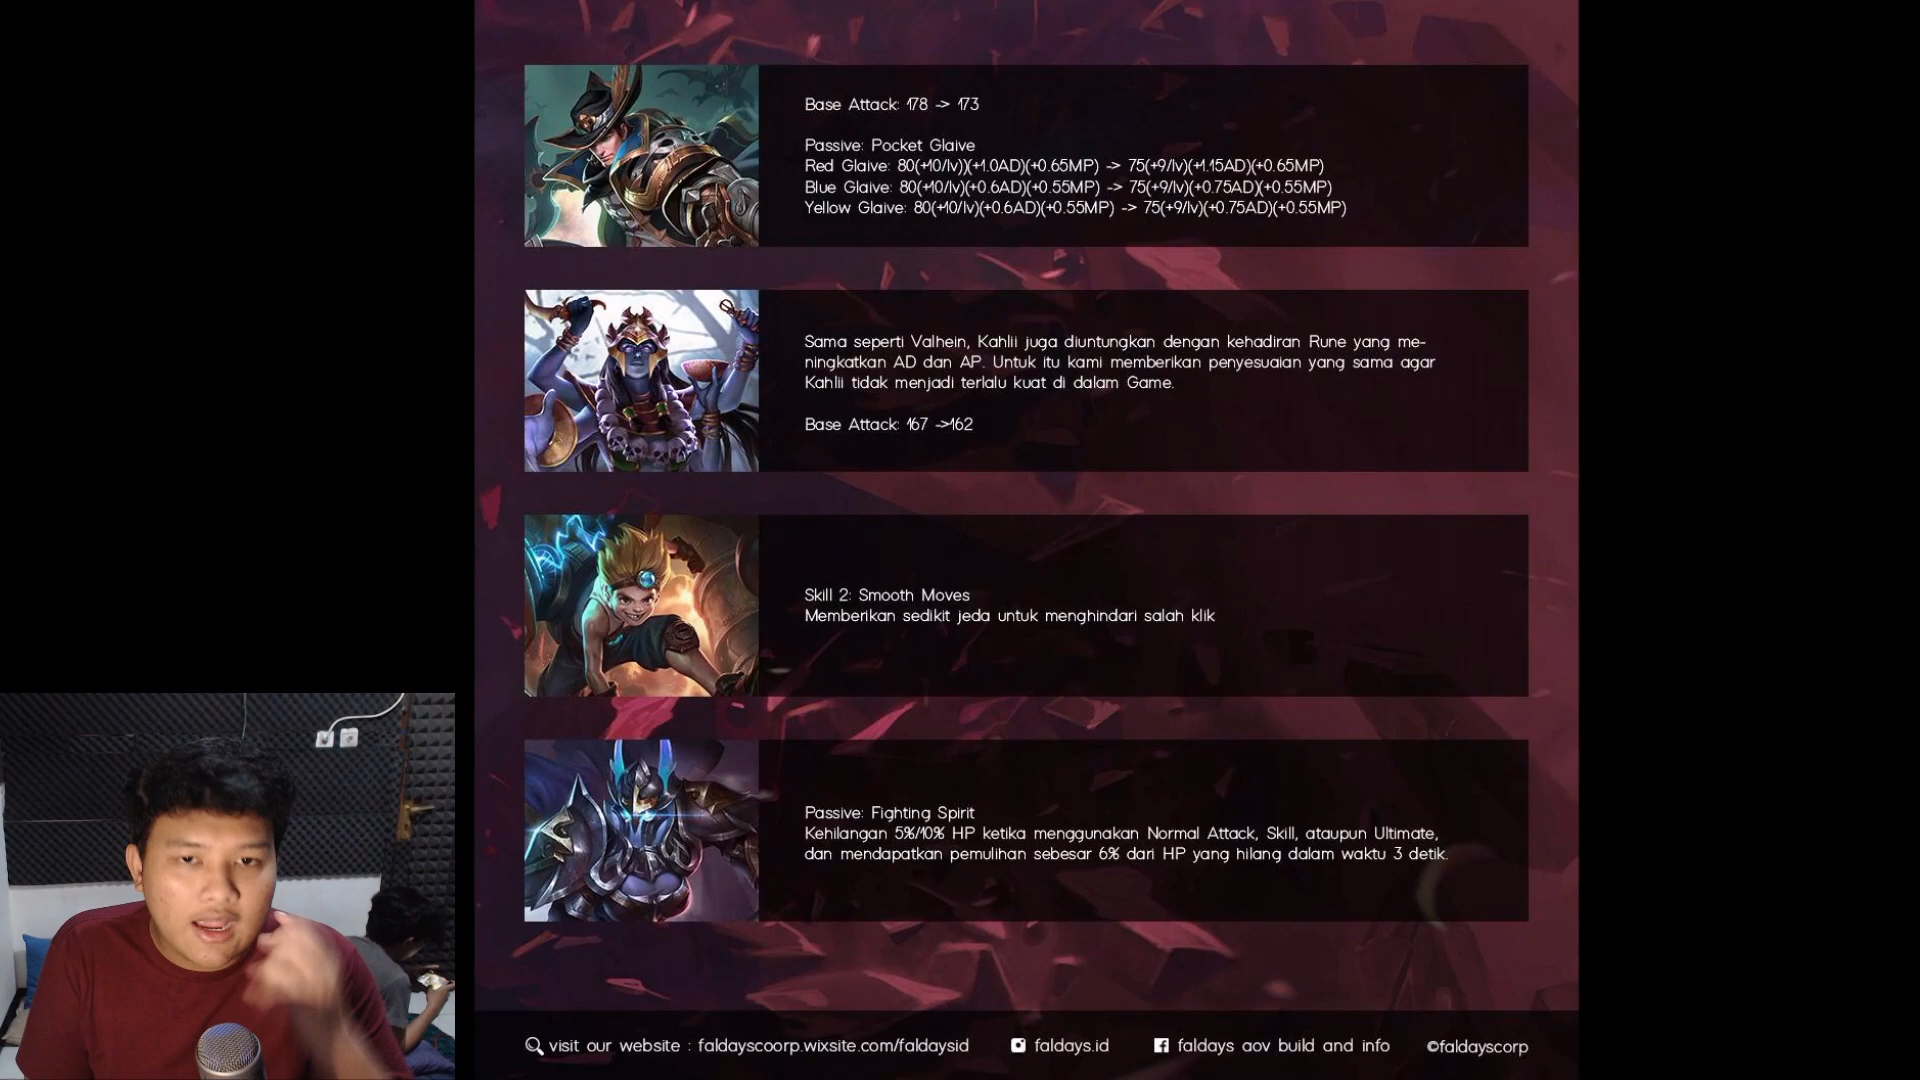 Base Attack: 178 -> 173
Passive: Pocket Glaive
Red Glaive: 80(+10/lv))(+1.0AD)(+0.65MP) -> 75(+9/lv)(+1.15AD)(+0.65MP)
Blue Glaive: 80(+10/lv)(+0.6AD)(+0.55MP) -> 75(+9/lv)(+0.75AD)(+0.55MP)
Yellow Glaive: 80(+10/lv)(+0.6AD)(+0.55MP) -> 75(+9/lv)(+0.75AD)(+0.55MP)
Sama seperti Valhein, Kahlii juga diuntungkan dengan kehadiran Rune yang me-
ningkatkan AD dan AP. Untuk itu kami memberikan penyesuaian yang sama agar
Kahlii tidak menjadi terlalu kuat di dalam Game.
Base Attack: 167 ->162
Skill 2: Smooth Moves
Memberikan sedikit jeda untuk menghindari salah klik
Passive: Fighting Spirit
Kehilangan 5%/10% HP ketika menggunakan Normal Attack, Skill, ataupun Ultimate,
dan mendapatkan pemulihan sebesar 6% dari HP yang hilang dalam waktu 3 detik.
visit our website : faldayscoorp.wixsite.com/faldaysid faldays.id faldays aov build and info ©faldayscorp